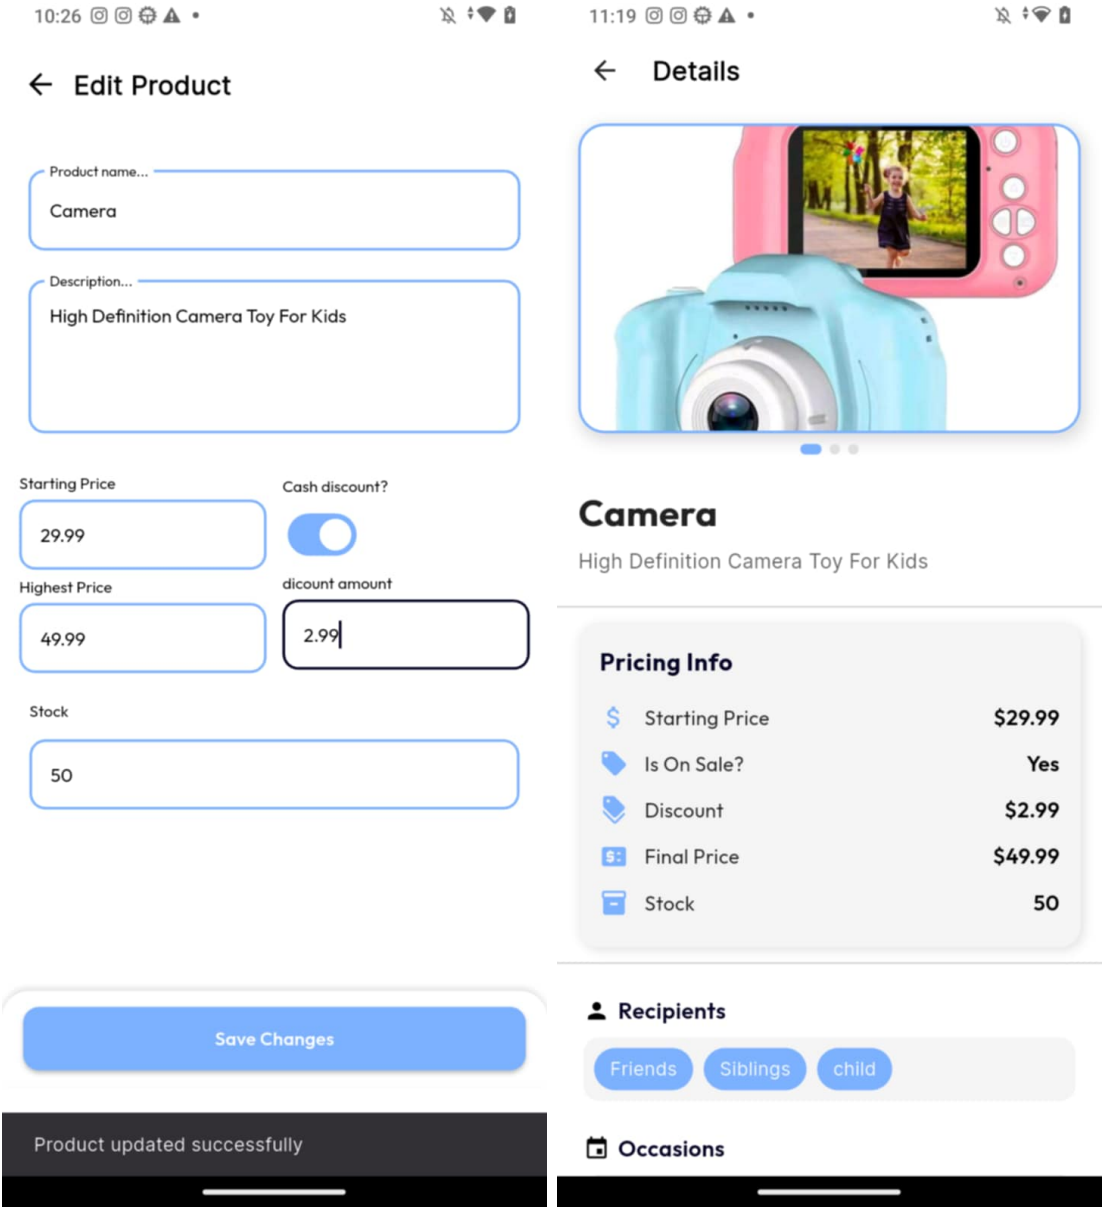 10:26
Edit Product
Product name...
Camera
Description...
High Definition Camera Toy For Kids
Starting Price
29.99
Cash discount?
Highest Price
49.99
dicount amount
2.99
Stock
50
Save Changes
Product updated successfully
11:19
Details
Camera
High Definition Camera Toy For Kids
Pricing Info
Starting Price $29.99
Is On Sale? Yes
Discount $2.99
Final Price $49.99
Stock 50
Recipients
Friends Siblings child
Occasions